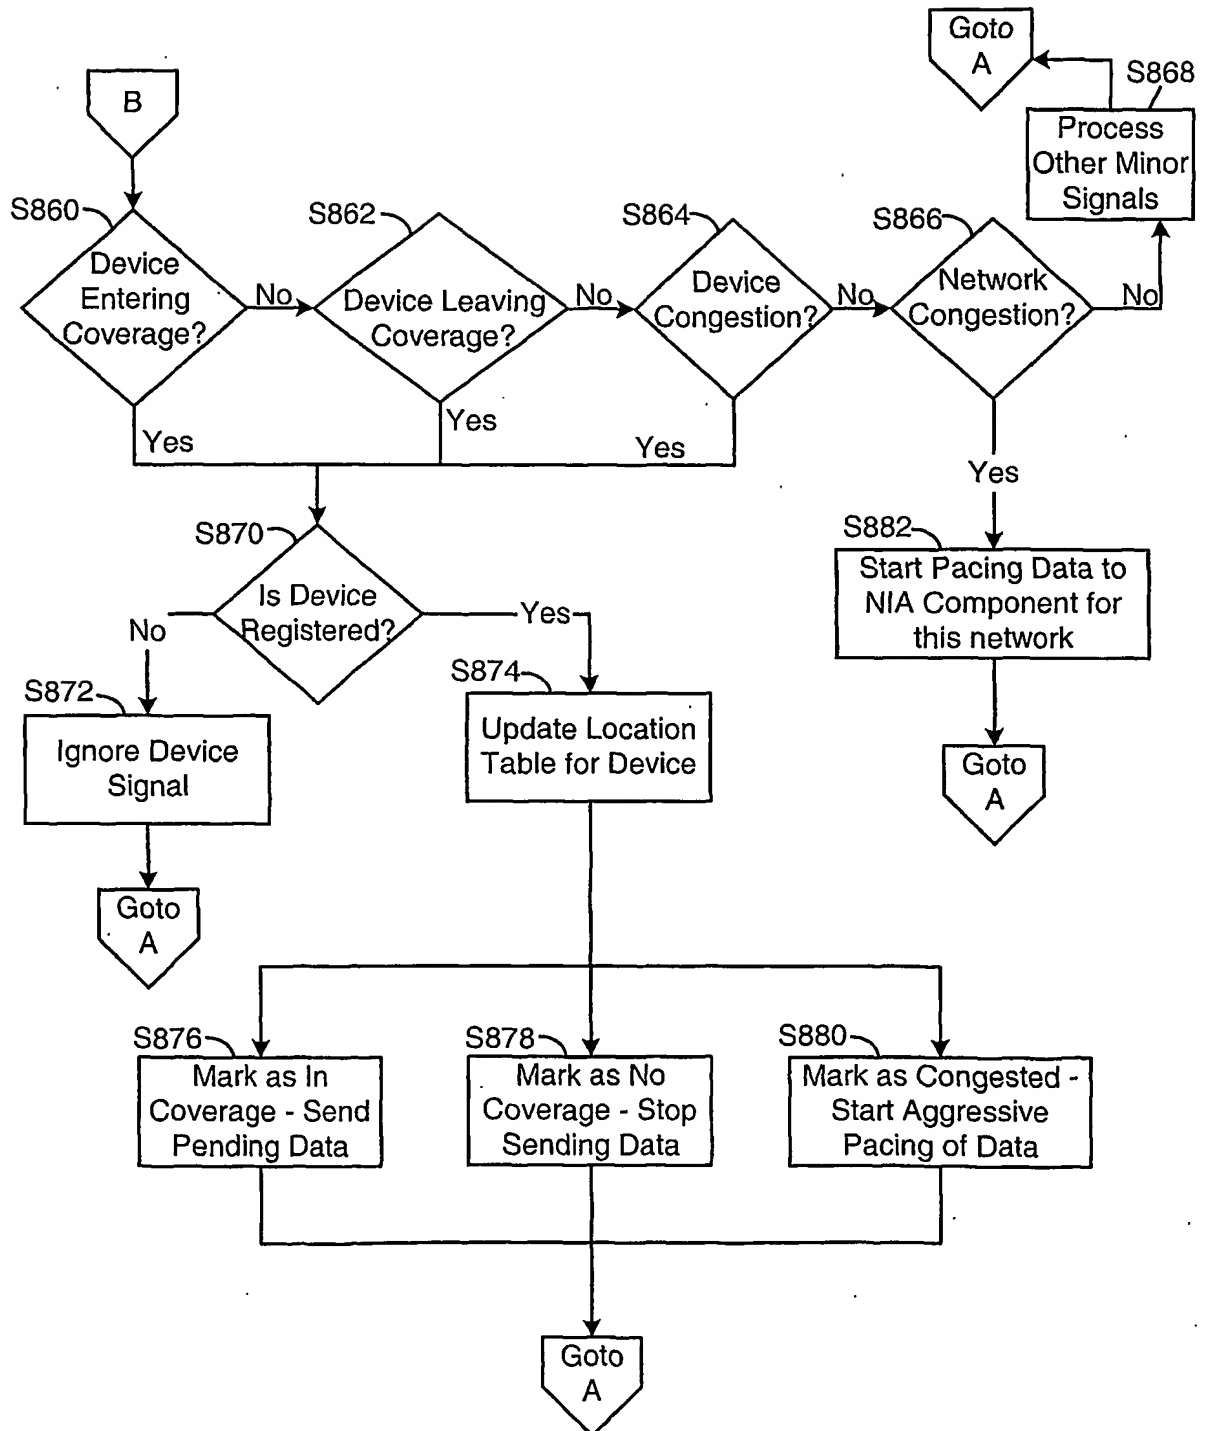 Goto
A
S868
Process
Other Minor
Signals
B
S860
Device
Entering
Coverage?
No
S862
Device Leaving
Coverage?
No
S864
Device
Congestion?
No
S866
Network
Congestion?
No
Yes
Yes
Yes
Yes
S870
Is Device
Registered?
No
Yes
S882
Start Pacing Data to
NIA Component for
this network
Goto
A
S872
Ignore Device
Signal
Goto
A
S874
Update Location
Table for Device
S876
Mark as In
Coverage - Send
Pending Data
S878
Mark as No
Coverage - Stop
Sending Data
S880
Mark as Congested -
Start Aggressive
Pacing of Data
Goto
A